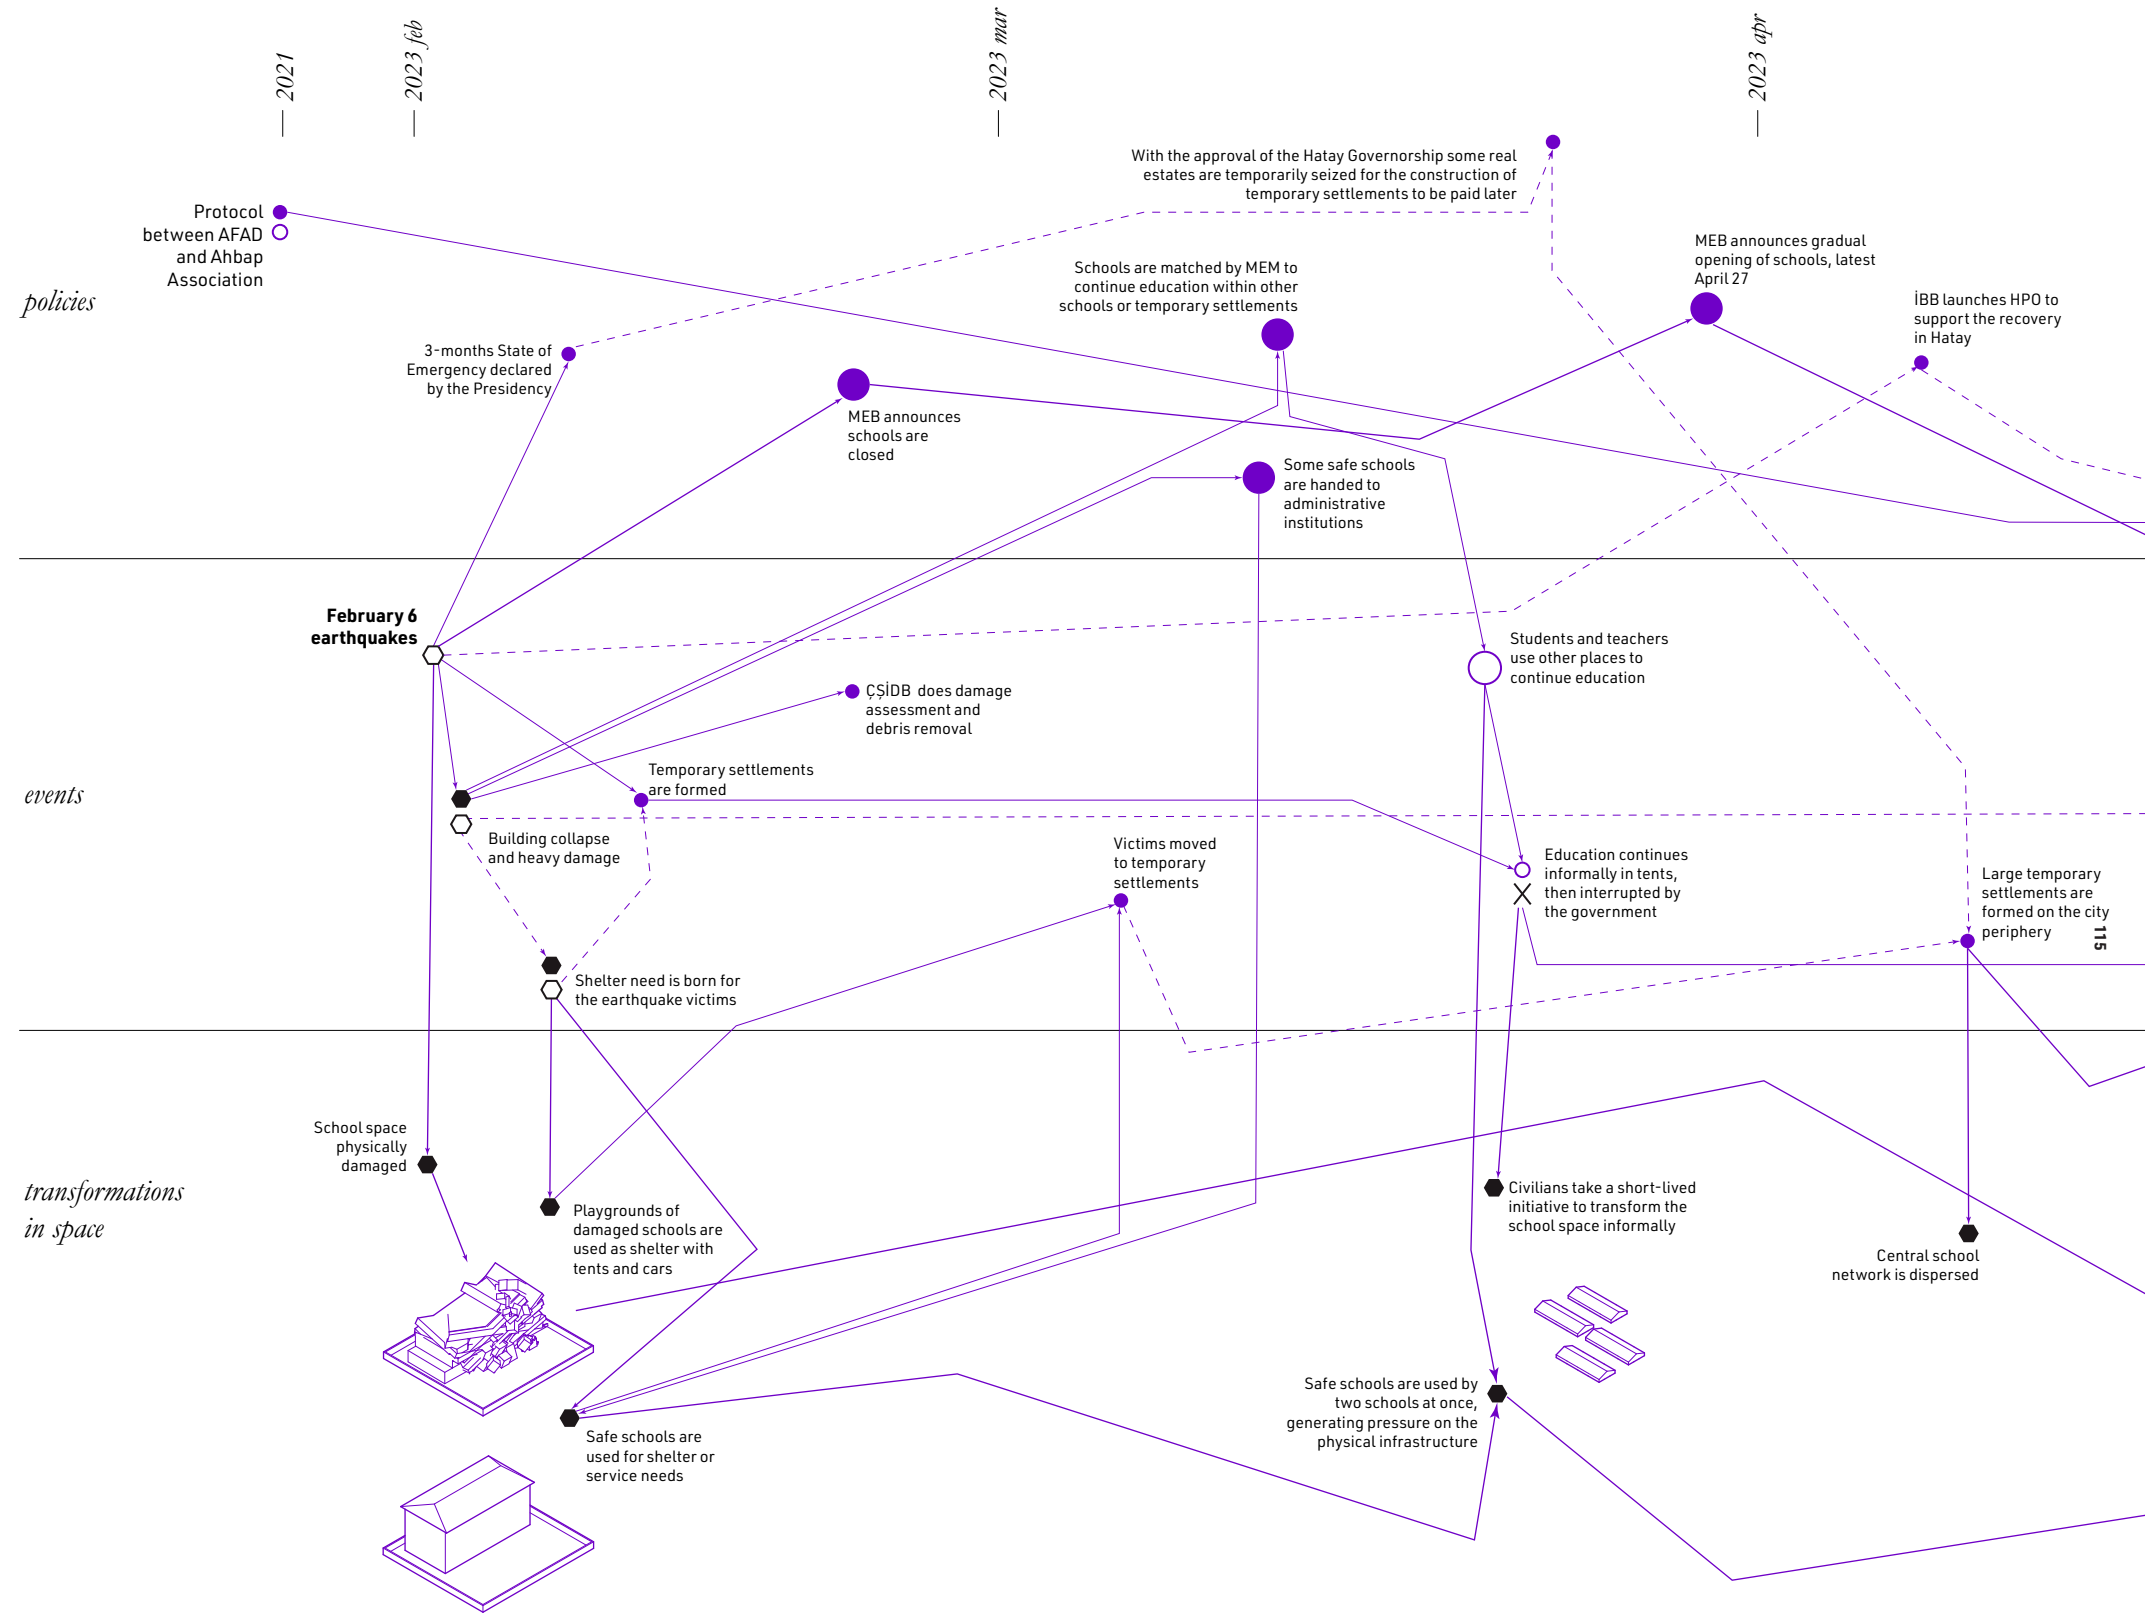 2021
2023 feb
2023 mar
2023 apr
policies
Protocol
between AFAD
and Ahbap
Association
With the approval of the Hatay Governorship some real
estates are temporarily seized for the construction of
temporary settlements to be paid later
Schools are matched by MEM to
continue education within other
schools or temporary settlements
MEB announces gradual
opening of schools, latest
April 27
İBB launches HPO to
support the recovery
in Hatay
3-months State of
Emergency declared
by the Presidency
MEB announces
schools are
closed
Some safe schools
are handed to
administrative
institutions
events
February 6
earthquakes
Students and teachers
use other places to
continue education
ÇŞİDB does damage
assessment and
debris removal
Temporary settlements
are formed
Building collapse
and heavy damage
Victims moved
to temporary
settlements
Education continues
informally in tents,
then interrupted by
the government
Large temporary
settlements are
formed on the city
periphery
115
Shelter need is born for
the earthquake victims
transformations
in space
School space
physically
damaged
Playgrounds of
damaged schools are
used as shelter with
tents and cars
Civilians take a short-lived
initiative to transform the
school space informally
Central school
network is dispersed
Safe schools are used by
two schools at once,
generating pressure on the
physical infrastructure
Safe schools are
used for shelter or
service needs